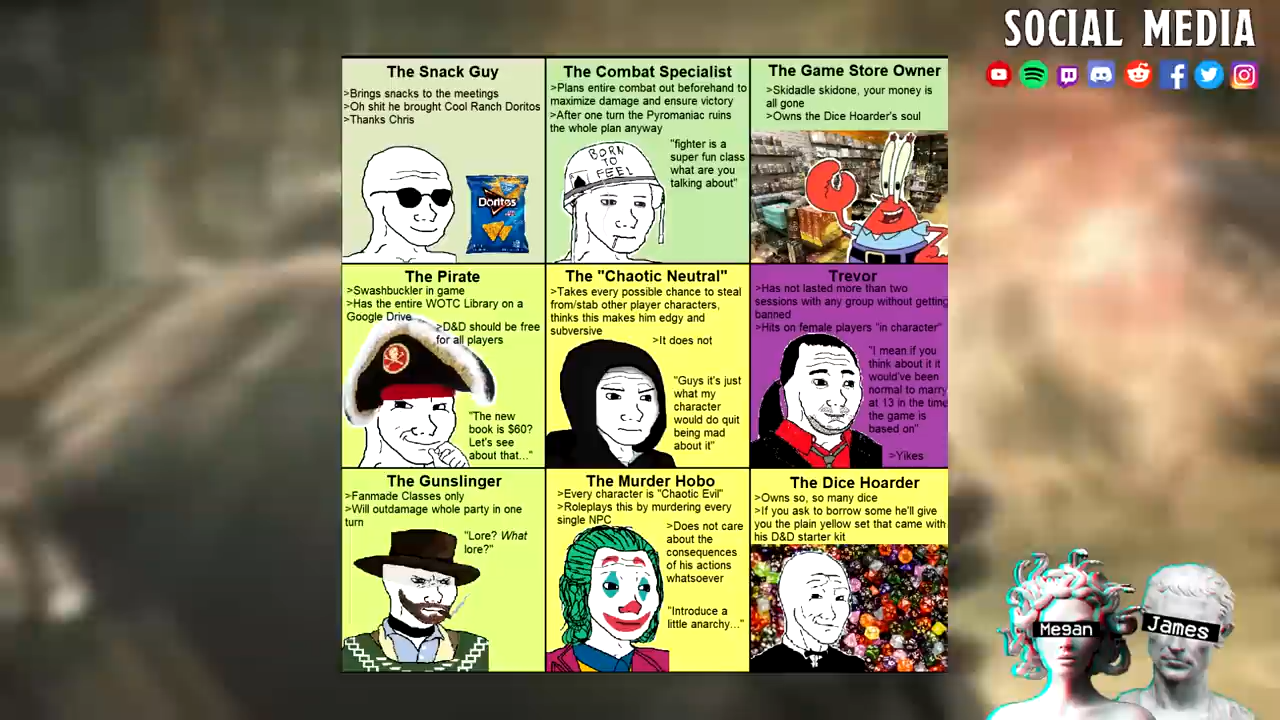 SOCIAL MEDIA
The Snack Guy
>Brings snacks to the meetings
>Oh shit he brought Cool Ranch Doritos
>Thanks Chris
Doritos
The Combat Specialist
>Plans entire combat out beforehand to
maximize damage and ensure victory
>After one turn the Pyromaniac ruins
the whole plan anyway
"fighter is a
super fun class
what are you
talking about"
BORN
TO
FEEL
The Game Store Owner
>Skidadle skidone, your money is
all gone
>Owns the Dice Hoarder's soul
The Pirate
>Swashbuckler in game
>Has the entire WOTC Library on a
Google Drive
>D&D should be free
for all players
"The new
book is $60?
Let's see
about that..."
The "Chaotic Neutral"
>Takes every possible chance to steal
from/stab other player characters,
thinks this makes him edgy and
subversive
>It does not
"Guys it's just
what my
character
would do quit
being mad
about it"
Trevor
>Has not lasted more than two
sessions with any group without getting
banned
>Hits on female players "in character"
"I mean if you
think about it it
would've been
normal to marry
at 13 in the time
the game is
based on"
>Yikes
The Gunslinger
>Fanmade Classes only
>Will outdamage whole party in one
turn
"Lore? What
lore?"
The Murder Hobo
>Every character is "Chaotic Evil"
>Roleplays this by murdering every
single NPC
>Does not care
about the
consequences
of his actions
whatsoever
"Introduce a
little anarchy..."
The Dice Hoarder
>Owns so, so many dice
>If you ask to borrow some he'll give
you the plain yellow set that came with
his D&D starter kit
Megan
James